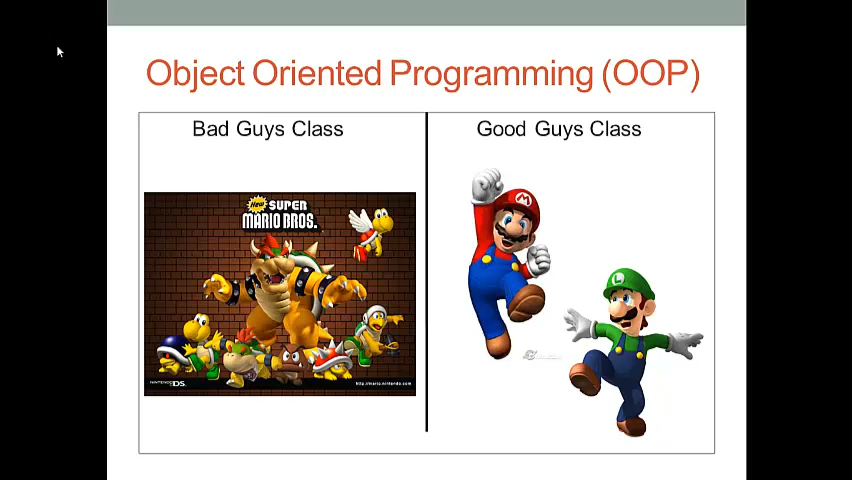 Object Oriented Programming (OOP)
Bad Guys Class
Good Guys Class
New SUPER
MARIO BROS.
M
L
NINTENDO DS
http://mario.nintendo.com